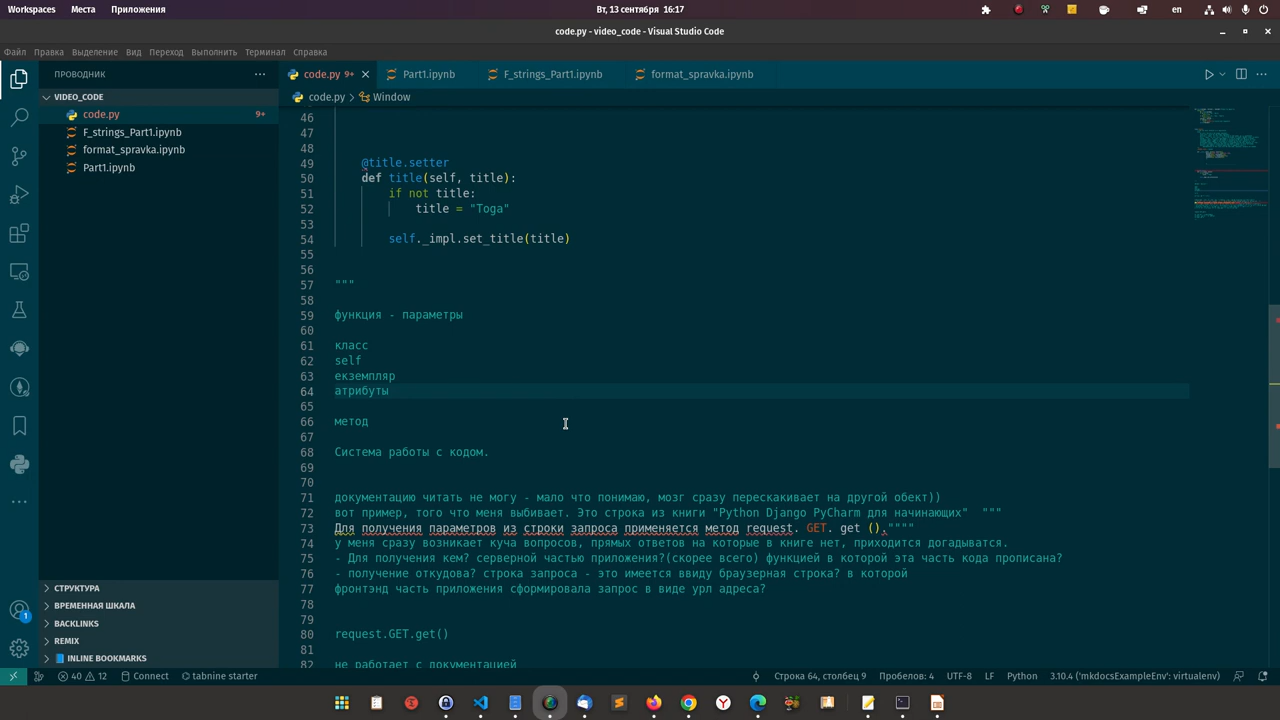 Workspaces Места Приложения Вт, 13 сентября 16:17 en
code.py - video_code - Visual Studio Code
Файл Правка Выделение Вид Переход Выполнить Терминал Справка
ПРОВОДНИК
code.py 9+ Part1.ipynb F_strings_Part1.ipynb format_spravka.ipynb
VIDEO_CODE
code.py > Window
code.py 9+
F_strings_Part1.ipynb
format_spravka.ipynb
Part1.ipynb
46
47
48
49 @title.setter
50 def title(self, title):
51 if not title:
52 title = "Toga"
53
54 self._impl.set_title(title)
55
56
57 """
58
59 функция - параметры
60
61 класс
62 self
63 екземпляр
64 атрибуты
65
66 метод
67
68 Система работы с кодом.
69
70
71 документацию читать не могу - мало что понимаю, мозг сразу перескакивает на другой обект))
72 вот пример, того что меня выбивает. Это строка из книги "Python Django PyCharm для начинающих" """
73 Для получения параметров из строки запроса применяется метод request. GET. get ().""""
74 у меня сразу возникает куча вопросов, прямых ответов на которые в книге нет, приходится догадыватся.
75 - Для получения кем? серверной частью приложения?(скорее всего) функцией в которой эта часть кода прописана?
76 - получение откудова? строка запроса - это имеется ввиду браузерная строка? в которой
77 фронтэнд часть приложения сформировала запрос в виде урл адреса?
78
79
80 request.GET.get()
81
82 не работает с документацией
СТРУКТУРА
ВРЕМЕННАЯ ШКАЛА
BACKLINKS
REMIX
INLINE BOOKMARKS
1
40 12 Connect tabnine starter Строка 64, столбец 9 Пробелов: 4 UTF-8 LF Python 3.10.4 ('mkdocsExampleEnv': virtualenv)